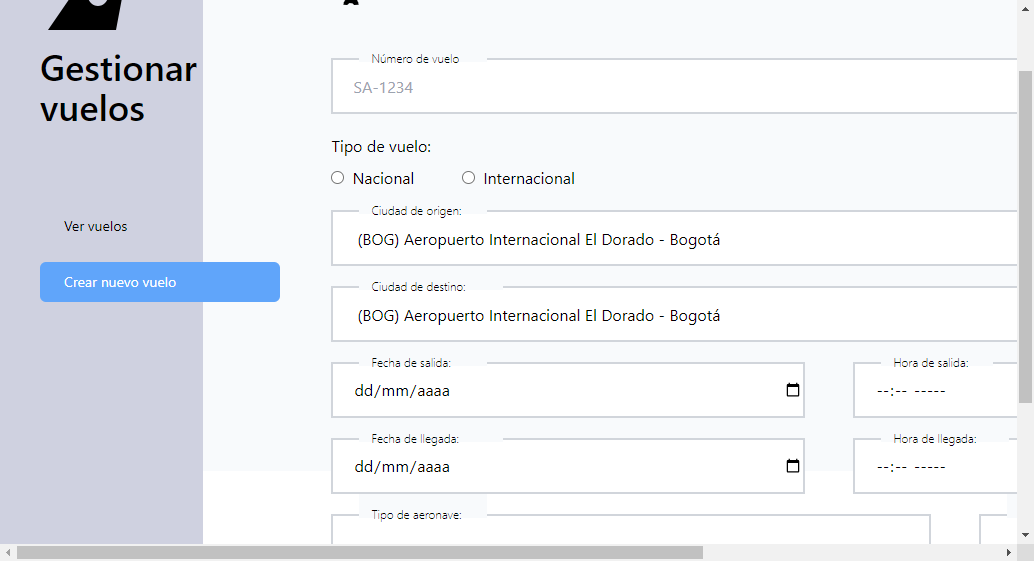 Gestionar
vuelos
Ver vuelos
Crear nuevo vuelo
Número de vuelo
SA-1234
Tipo de vuelo:
Nacional Internacional
Ciudad de origen:
(BOG) Aeropuerto Internacional El Dorado - Bogotá
Ciudad de destino:
(BOG) Aeropuerto Internacional El Dorado - Bogotá
Fecha de salida: Hora de salida:
dd/mm/aaaa --:-- -----
Fecha de llegada: Hora de llegada:
dd/mm/aaaa --:-- -----
Tipo de aeronave: